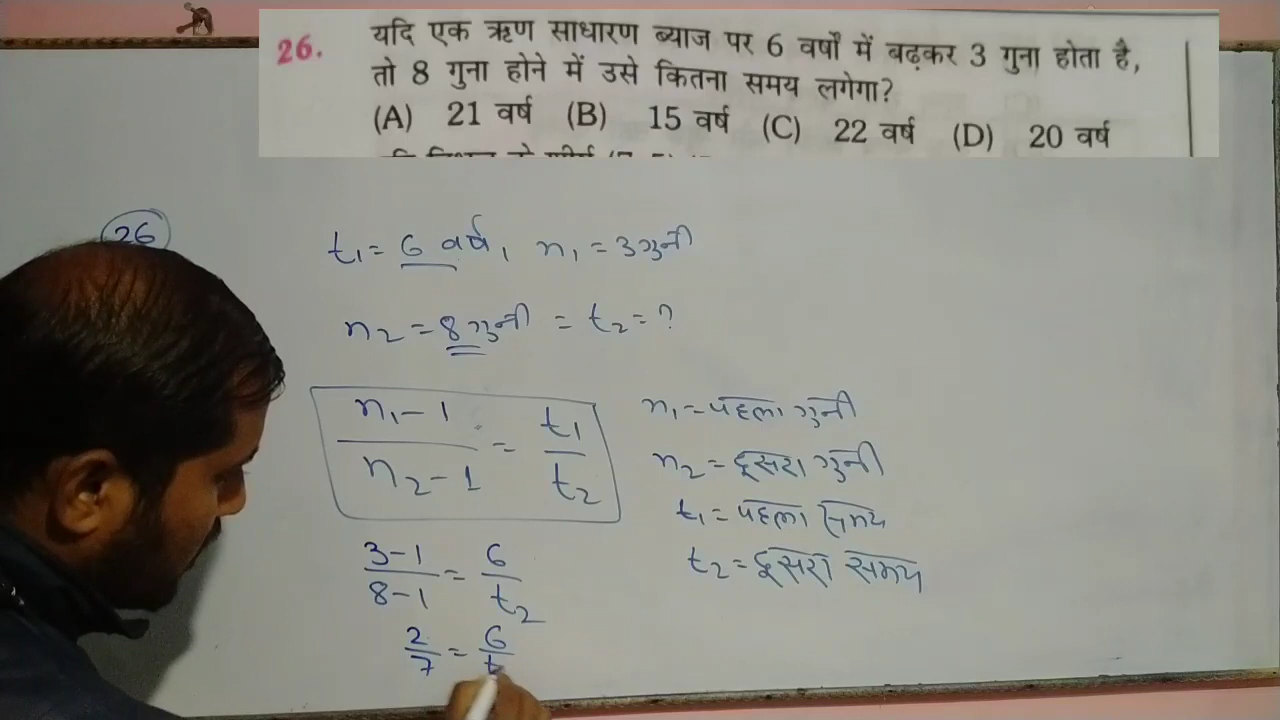 26. यदि एक ऋण साधारण ब्याज पर 6 वर्षों में बढ़कर 3 गुना होता है,
तो 8 गुना होने में उसे कितना समय लगेगा?
(A) 21 वर्ष (B) 15 वर्ष (C) 22 वर्ष (D) 20 वर्ष
26
t₁ = 6 वर्ष, n₁ = 3 गुनी
n₂ = 8 गुनी = t₂ = ?
n₁-1 / n₂-1 = t₁ / t₂
n₁ = पहला गुनी
n₂ = दूसरा गुनी
t₁ = पहला समय
t₂ = दूसरा समय
3-1 / 8-1 = 6 / t₂
2/7 = 6/t